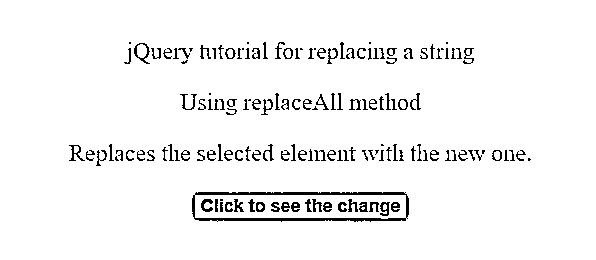 jQuery tutorial for replacing a string
Using replaceAll method
Replaces the selected element with the new one.
Click to see the change